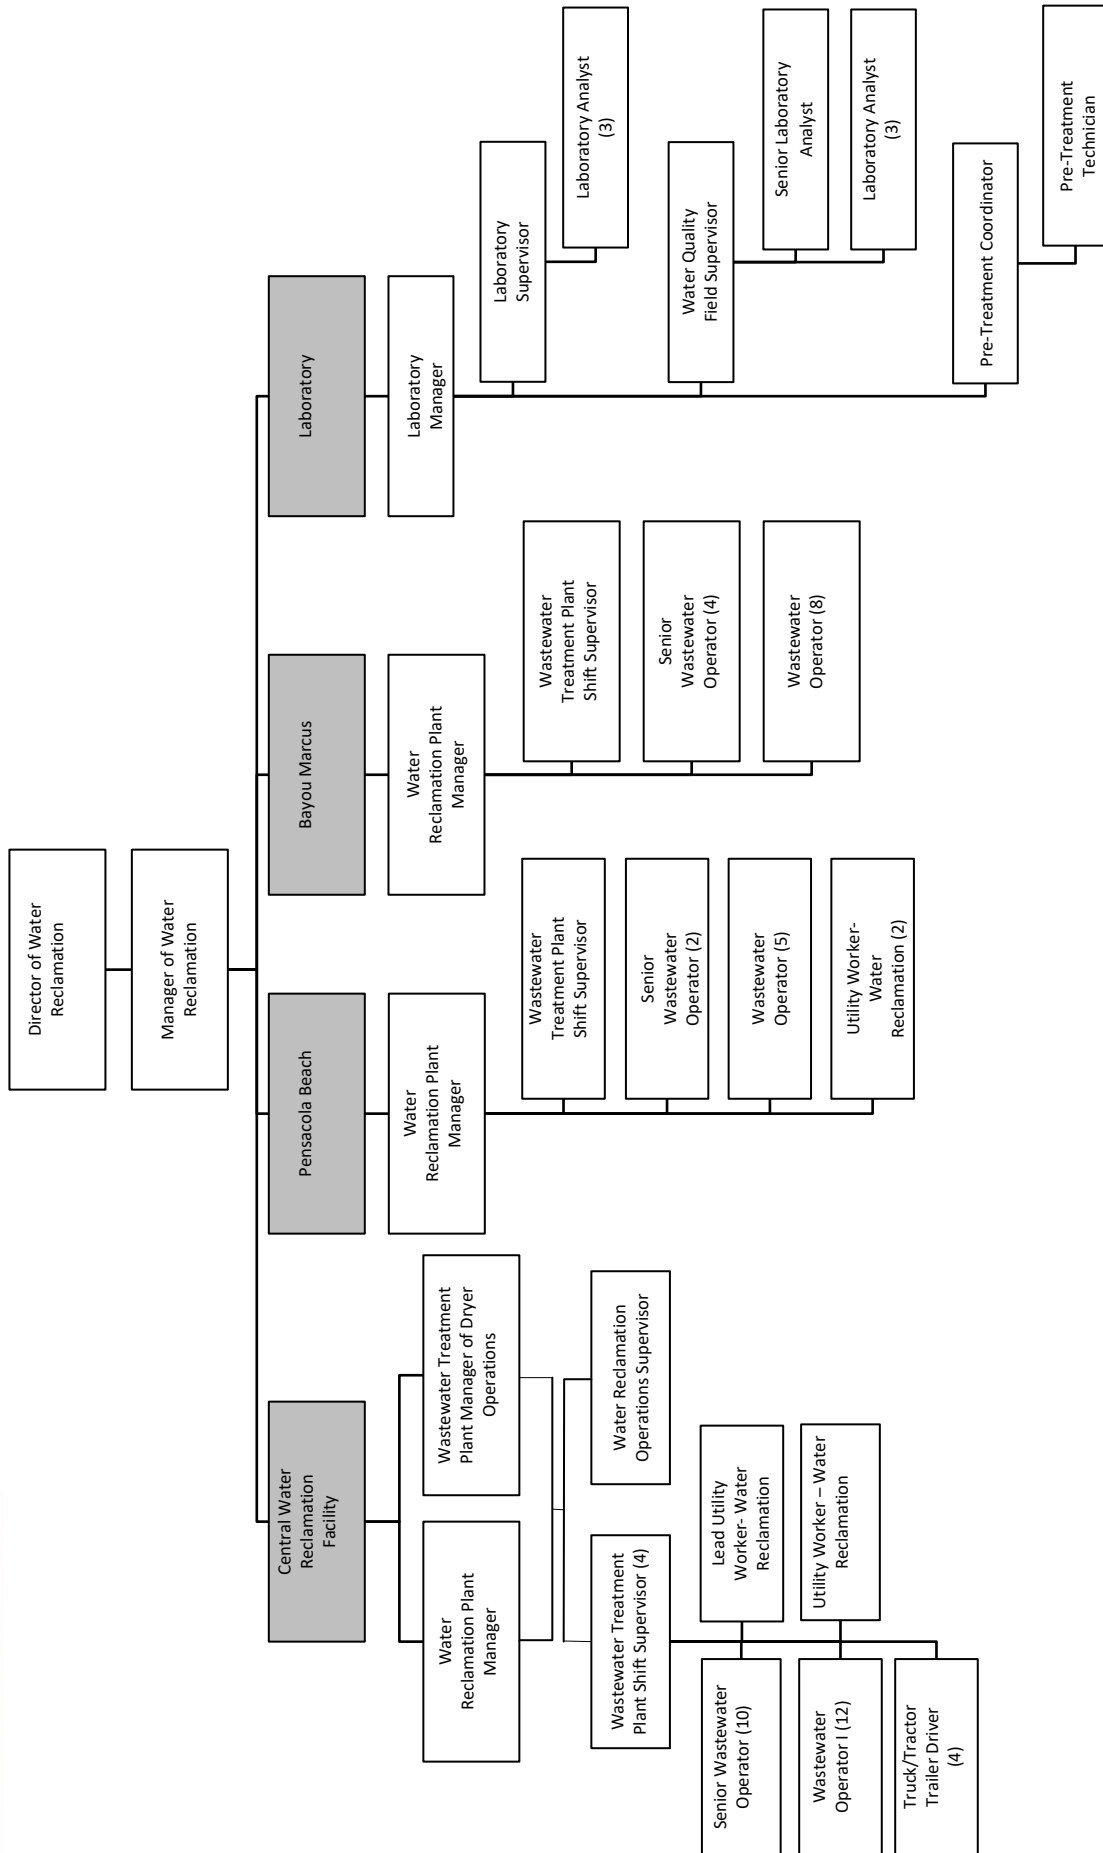 Director of Water
Reclamation
Manager of Water
Reclamation
Central Water
Reclamation
Facility
Water
Reclamation Plant
Manager
Wastewater Treatment
Plant Manager of Dryer
Operations
Wastewater Treatment
Plant Shift Supervisor (4)
Water Reclamation
Operations Supervisor
Senior Wastewater
Operator (10)
Lead Utility
Worker- Water
Reclamation
Wastewater
Operator I (12)
Utility Worker – Water
Reclamation
Truck/Tractor
Trailer Driver
(4)
Pensacola Beach
Water
Reclamation Plant
Manager
Wastewater
Treatment Plant
Shift Supervisor
Senior
Wastewater
Operator (2)
Wastewater
Operator (5)
Utility Worker-
Water
Reclamation (2)
Bayou Marcus
Water
Reclamation Plant
Manager
Wastewater
Treatment Plant
Shift Supervisor
Senior
Wastewater
Operator (4)
Wastewater
Operator (8)
Laboratory
Laboratory
Manager
Laboratory
Supervisor
Laboratory Analyst
(3)
Water Quality
Field Supervisor
Senior Laboratory
Analyst
Laboratory Analyst
(3)
Pre-Treatment Coordinator
Pre-Treatment
Technician